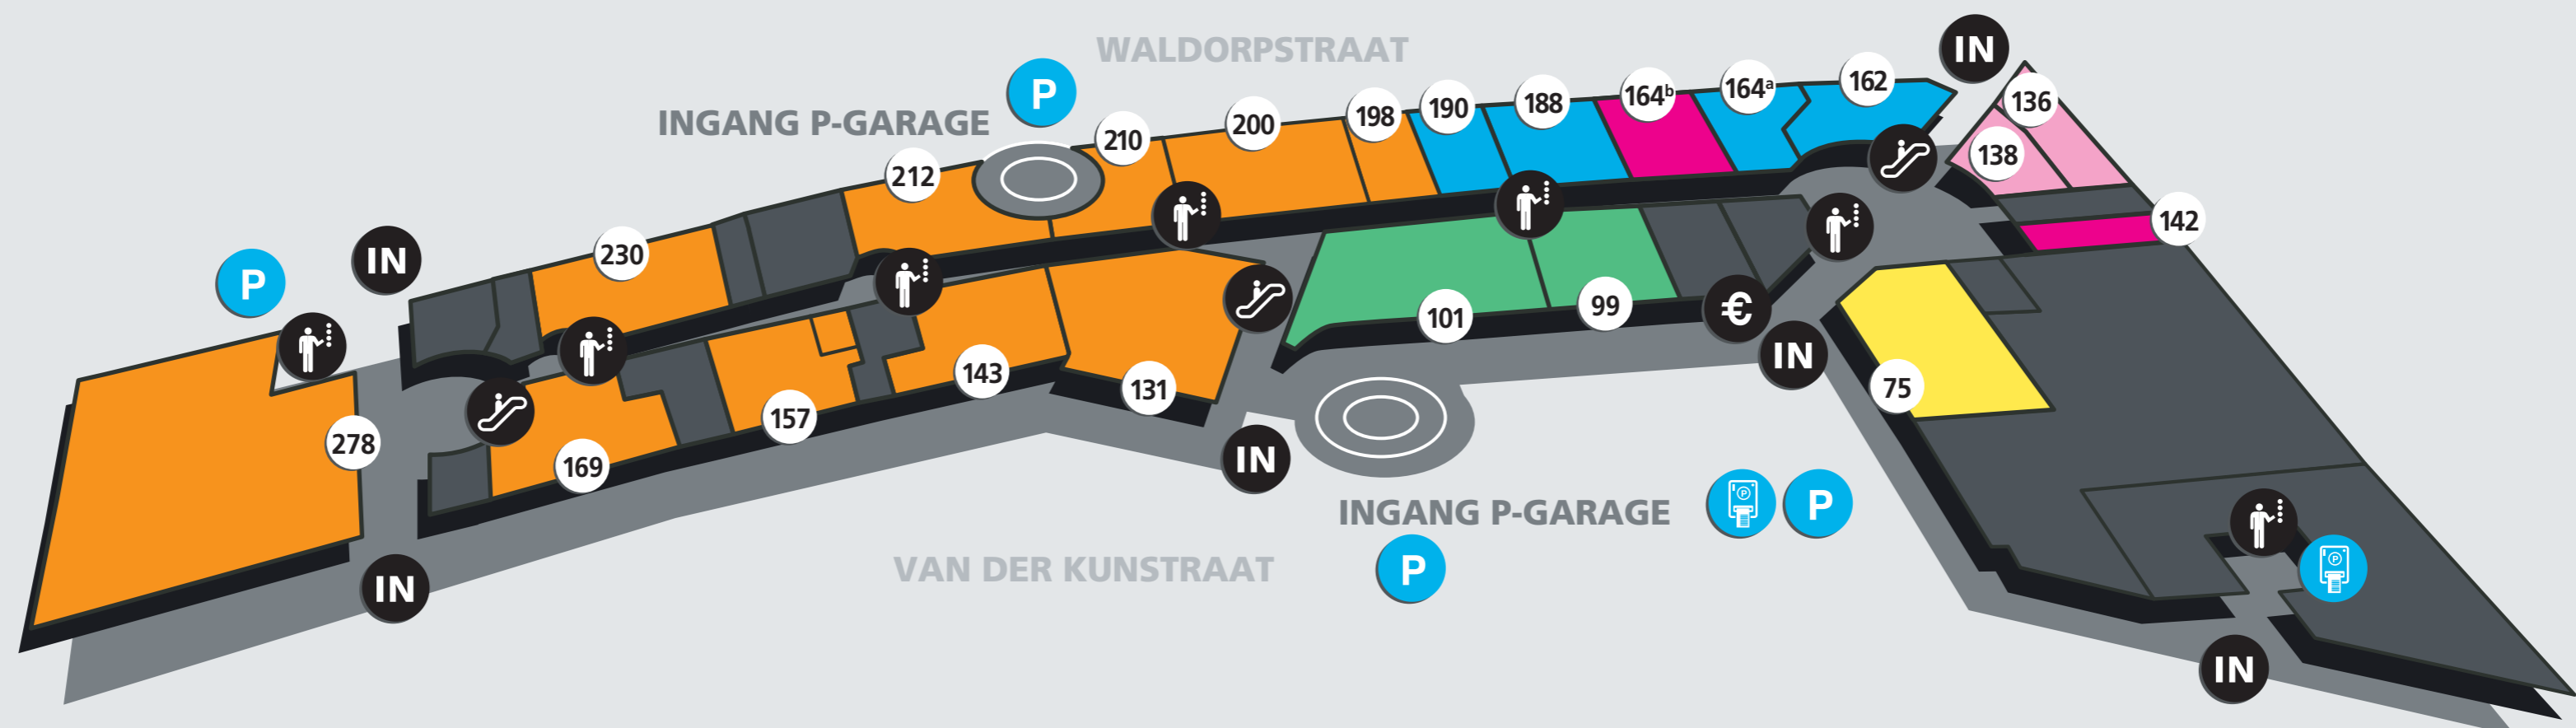 WALDORPSTRAAT
INGANG P-GARAGE
P
IN
136
162
164a
164b
188
190
198
200
210
212
138
142
230
IN
P
101
99
€
IN
75
131
143
157
169
278
IN
IN
INGANG P-GARAGE
P
P
P
VAN DER KUNSTRAAT
P
P
IN